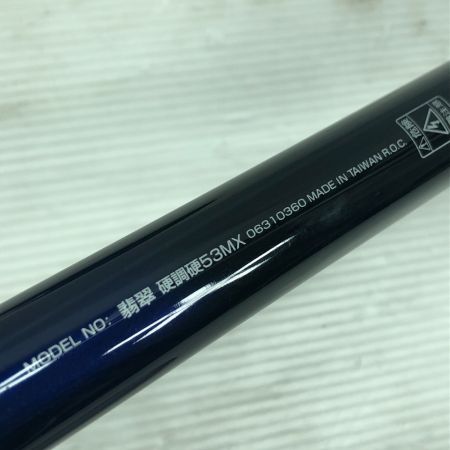 MODEL NO: 翡翠 硬調硬53MX 06310360 MADE IN TAIWAN R.O.C.